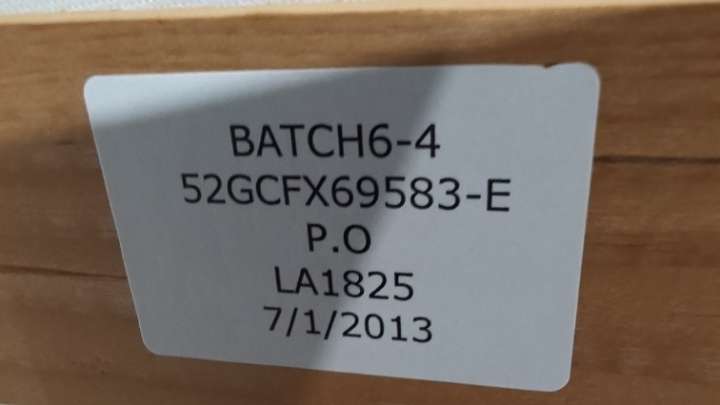 BATCH6-4
52GCFX69583-E
P.O
LA1825
7/1/2013